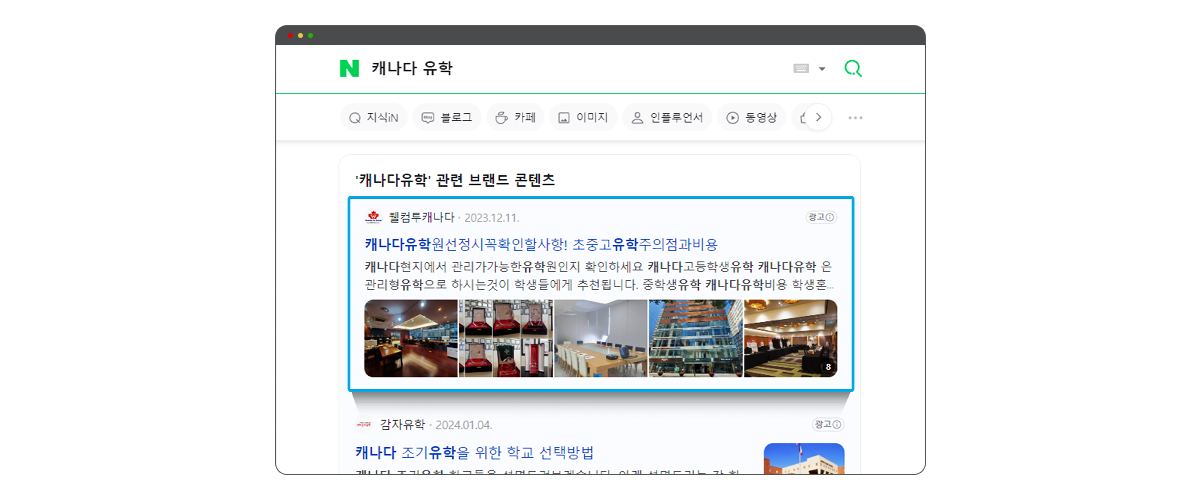 N 캐나다 유학
지식iN 블로그 카페 이미지 인플루언서 동영상
'캐나다유학' 관련 브랜드 콘텐츠
웰컴투캐나다 · 2023.12.11. 광고
캐나다유학원선정시꼭확인할사항! 초중고유학주의점과비용
캐나다현지에서 관리가가능한유학원인지 확인하세요 캐나다고등학생유학 캐나다유학 은
관리형유학으로 하시는것이 학생들에게 추천됩니다. 중학생유학 캐나다유학비용 학생혼...
8
감자유학 · 2024.01.04. 광고
캐나다 조기유학을 위한 학교 선택방법